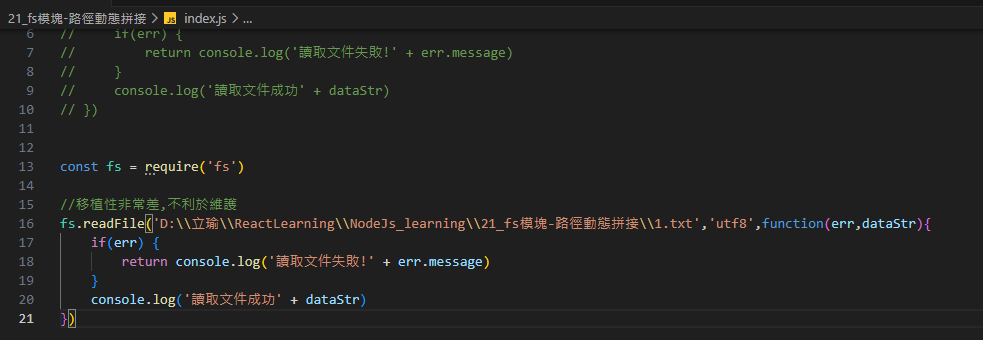 21_fs模塊-路徑動態拼接 > JS index.js > ...
6 //     if(err) {
7 //         return console.log('讀取文件失敗!' + err.message)
8 //     }
9 //     console.log('讀取文件成功' + dataStr)
10 // })
11
12
13 const fs = require('fs')
14
15 //移植性非常差,不利於維護
16 fs.readFile('D:\\立瑜\\ReactLearning\\NodeJs_learning\\21_fs模塊-路徑動態拼接\\1.txt','utf8',function(err,dataStr){
17     if(err) {
18         return console.log('讀取文件失敗!' + err.message)
19     }
20     console.log('讀取文件成功' + dataStr)
21 })